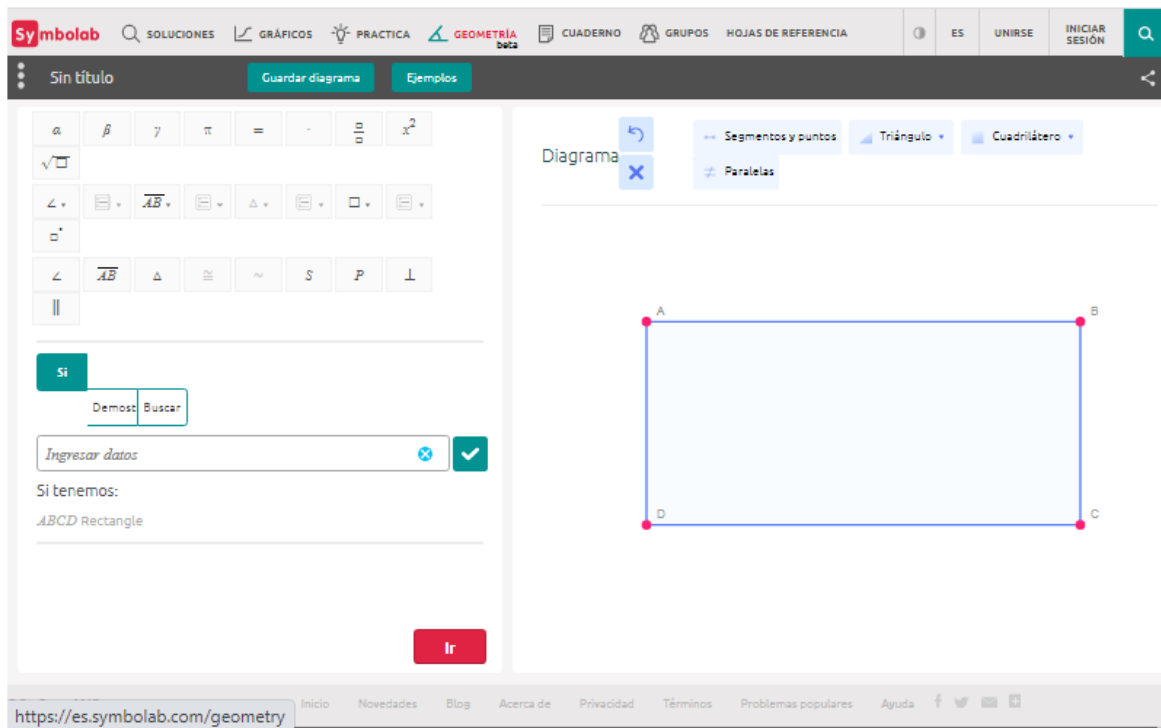 Symbolab SOLUCIONES GRÁFICOS PRACTICA GEOMETRÍA CUADERNO GRUPOS HOJAS DE REFERENCIA ES UNIRSE INICIAR SESIÓN
beta
Sin título Guardar diagrama Ejemplos
α β γ π = · □/□ x²
√□
∠ AB □
□°
∠ AB △ ≅ ~ S P ⊥
∥
Si
Demost Buscar
Ingresar datos
Si tenemos:
ABCD Rectangle
Ir
Diagrama
Segmentos y puntos Triángulo Cuadrilátero
Paralelas
A B
D C
Inicio Novedades Blog Acerca de Privacidad Términos Problemas populares Ayuda
https://es.symbolab.com/geometry